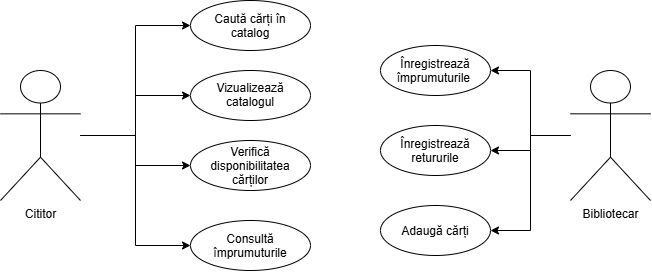 Caută cărți în
catalog
Vizualizează
catalogul
Verifică
disponibilitatea
cărților
Consultă
împrumuturile
Cititor
Înregistrează
împrumuturile
Înregistrează
retururile
Adaugă cărți
Bibliotecar